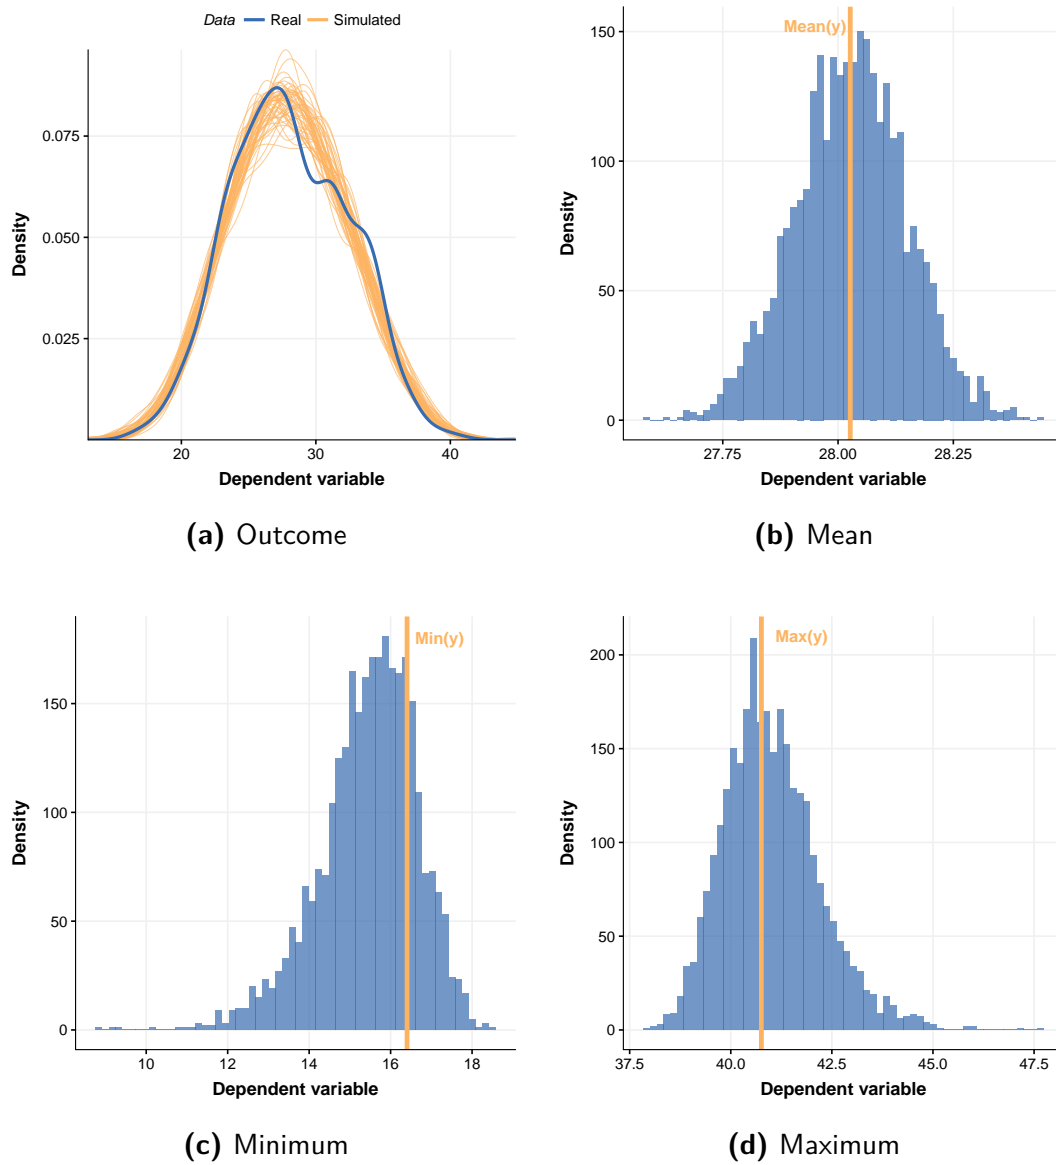 Data Real Simulated
0.075
0.050
0.025
20 30 40
Density
Dependent variable
(a) Outcome
Mean(y)
150
100
50
0
27.75 28.00 28.25
Density
Dependent variable
(b) Mean
Min(y)
150
100
50
0
10 12 14 16 18
Density
Dependent variable
(c) Minimum
Max(y)
200
150
100
50
0
37.5 40.0 42.5 45.0 47.5
Density
Dependent variable
(d) Maximum